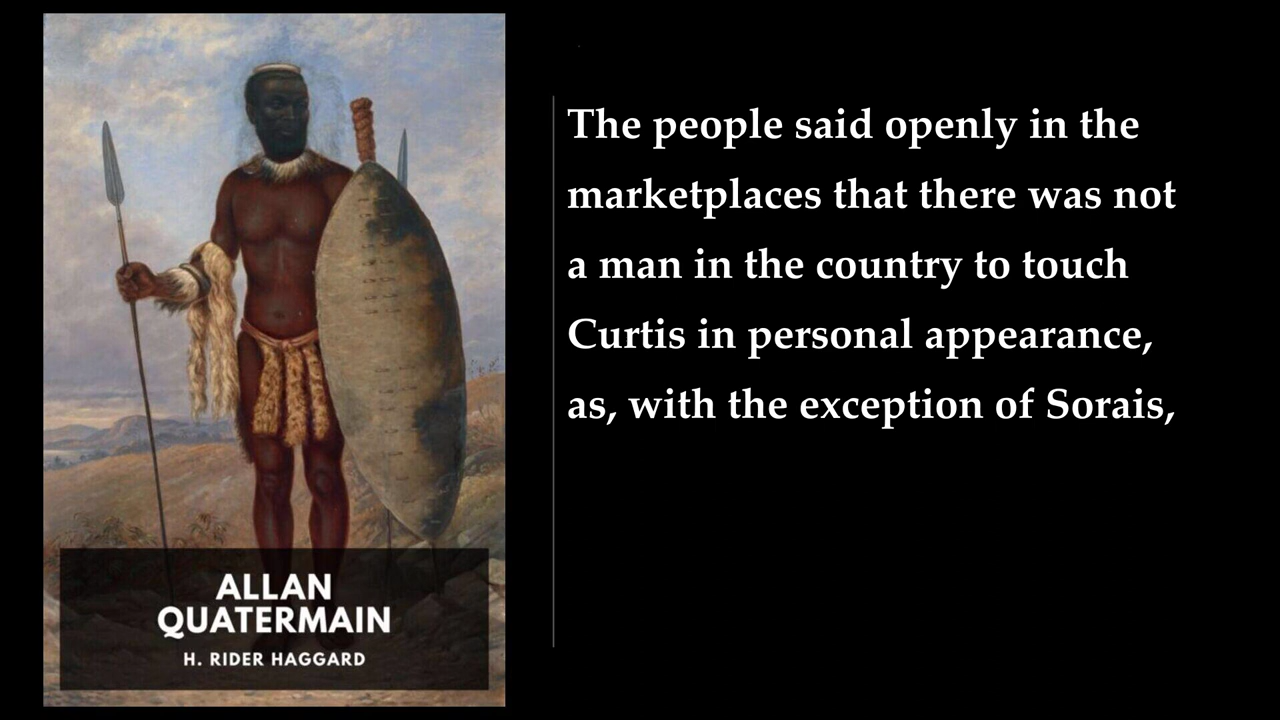 The people said openly in the
marketplaces that there was not
a man in the country to touch
Curtis in personal appearance,
as, with the exception of Sorais,
ALLAN
QUATERMAIN
H. RIDER HAGGARD